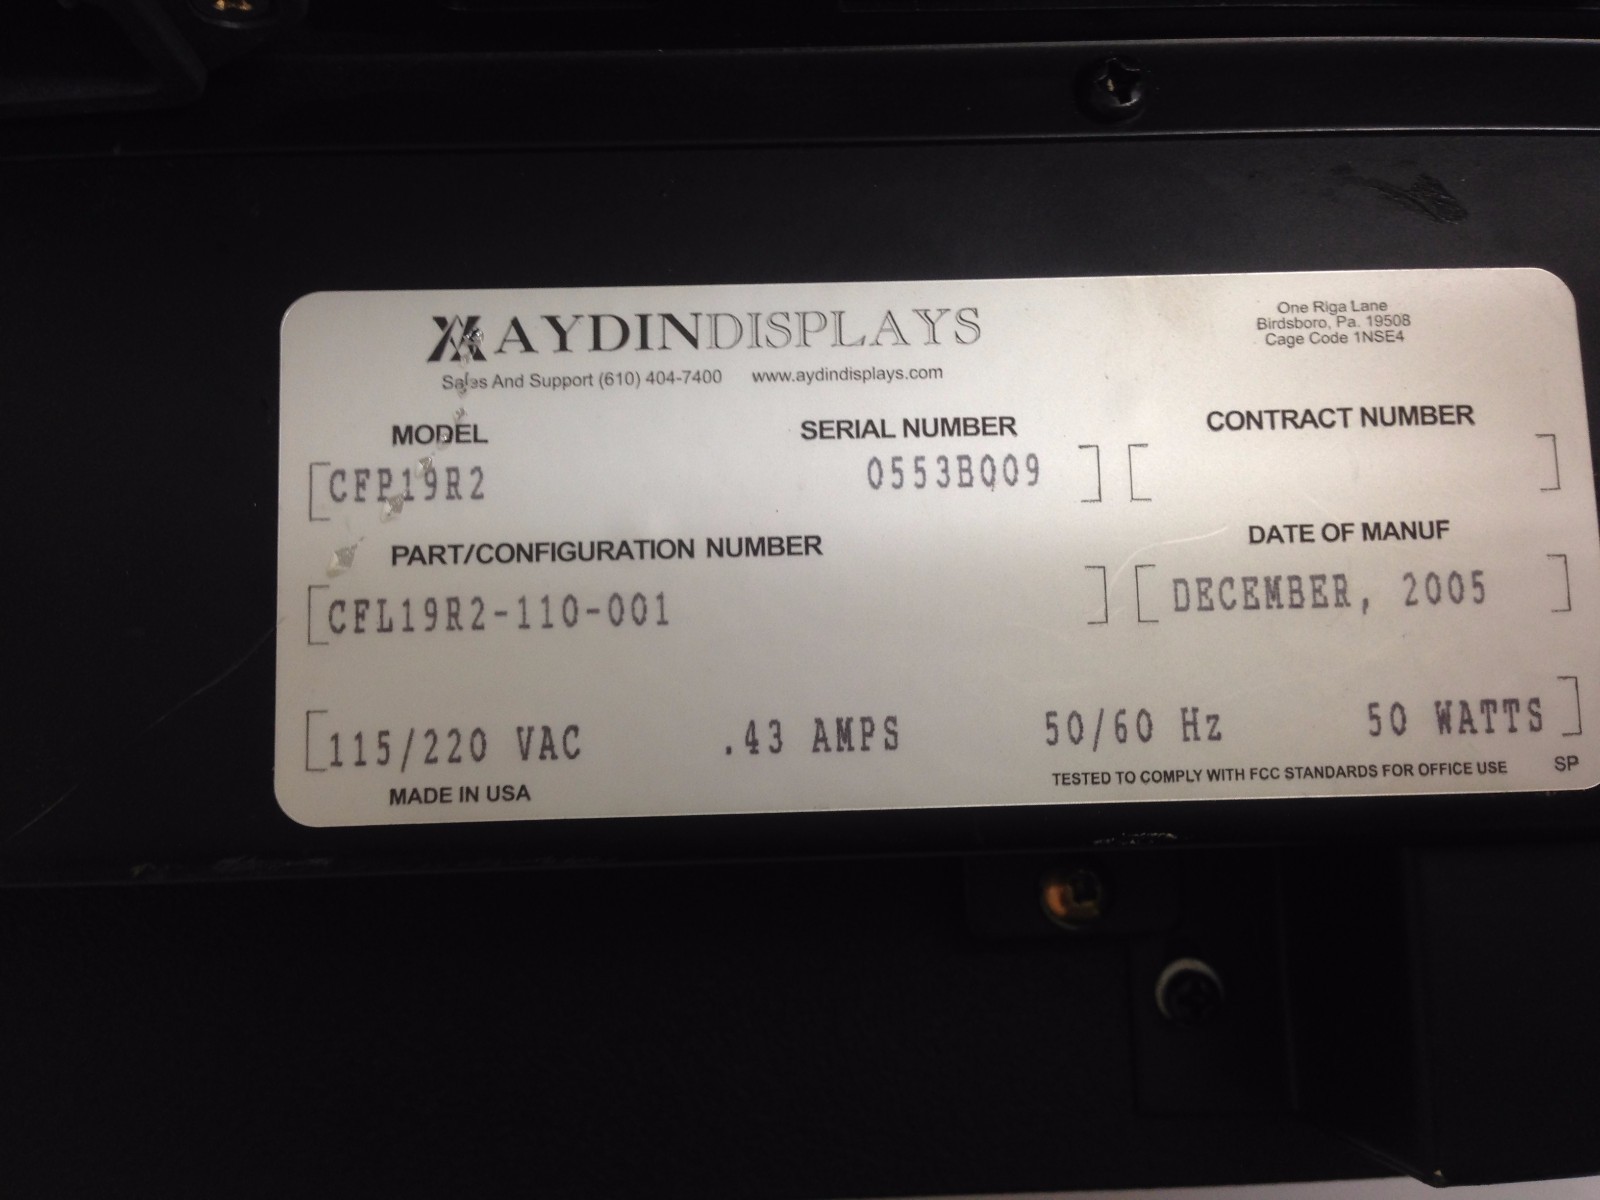 AYDINDISPLAYS
Sales And Support (610) 404-7400 www.aydindisplays.com
One Riga Lane
Birdsboro, Pa. 19508
Cage Code 1NSE4
MODEL SERIAL NUMBER CONTRACT NUMBER
[CFP19R2 0553B009 ] [ ]
PART/CONFIGURATION NUMBER DATE OF MANUF
[CFL19R2-110-001 ] [ DECEMBER, 2005 ]
[115/220 VAC .43 AMPS 50/60 Hz 50 WATTS ]
MADE IN USA TESTED TO COMPLY WITH FCC STANDARDS FOR OFFICE USE SP